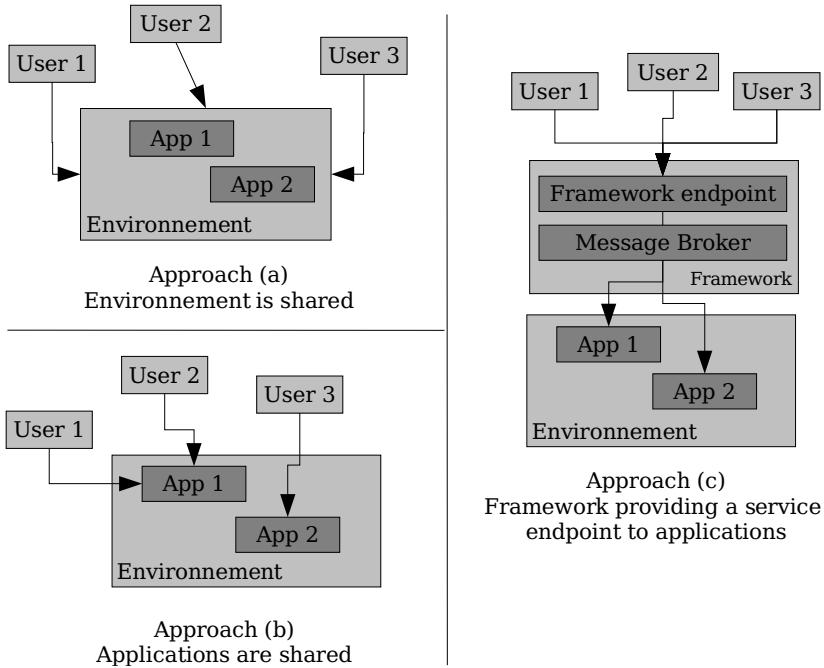 User 2
User 1
User 3
App 1
App 2
Environnement
Approach (a)
Environnement is shared
User 2
User 3
User 1
App 1
App 2
Environnement
Approach (b)
Applications are shared
User 2
User 1
User 3
Framework endpoint
Message Broker
Framework
App 1
App 2
Environnement
Approach (c)
Framework providing a service
endpoint to applications